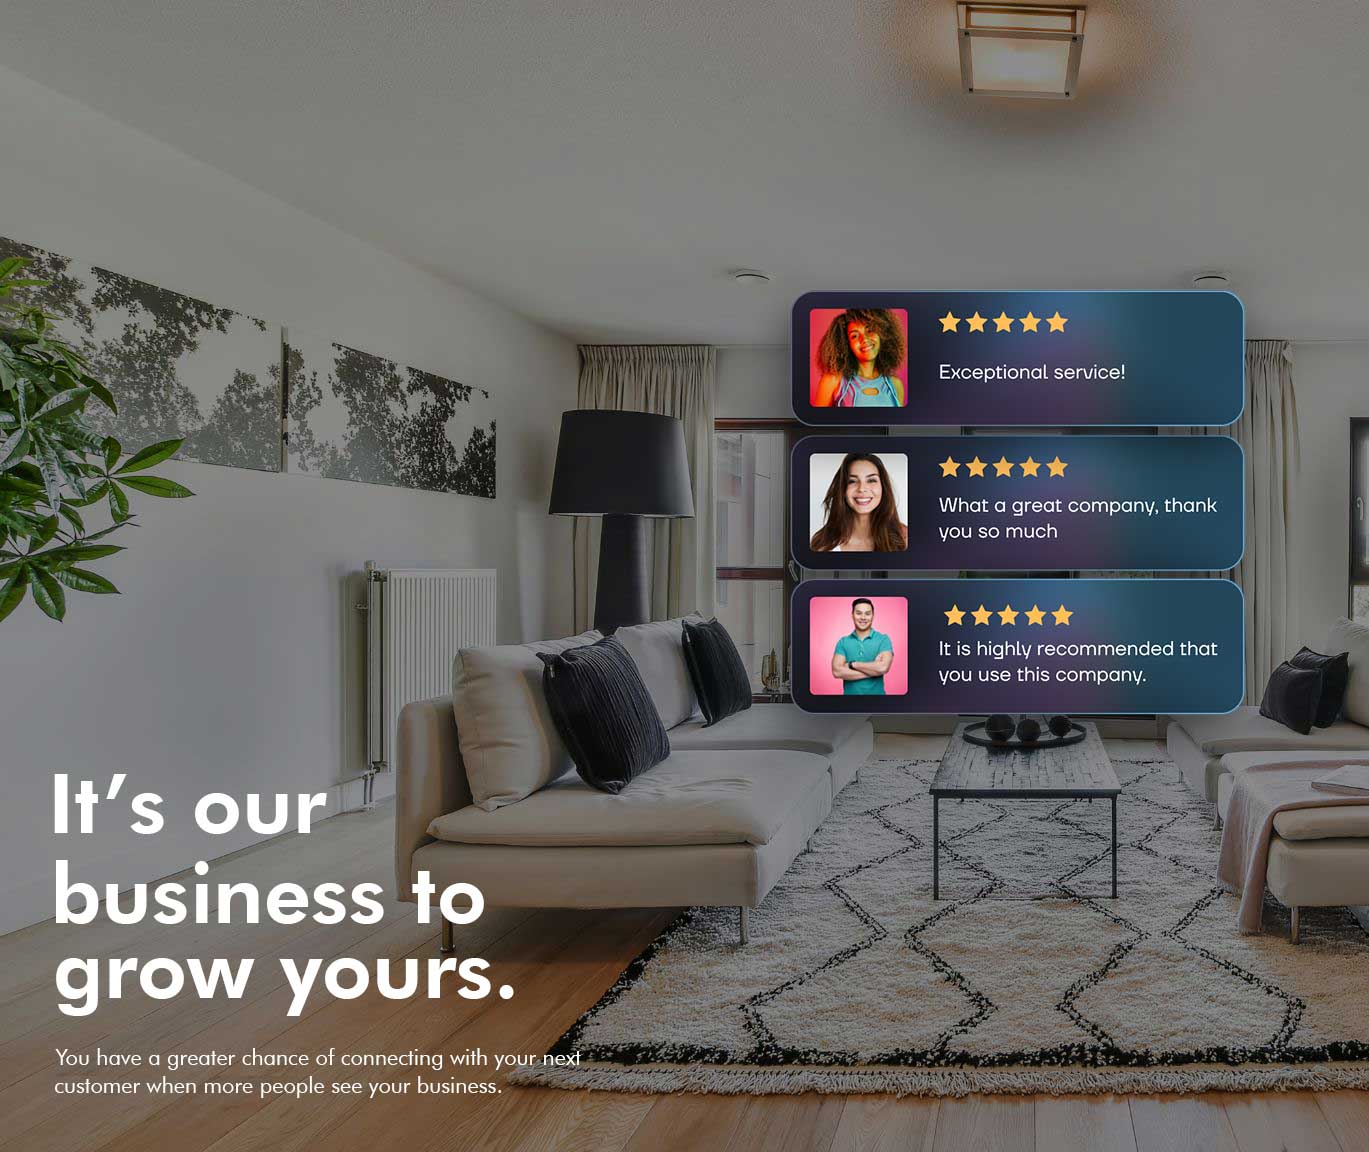 Exceptional service!
What a great company, thank
you so much
It is highly recommended that
you use this company.
It’s our
business to
grow yours.
You have a greater chance of connecting with your next
customer when more people see your business.